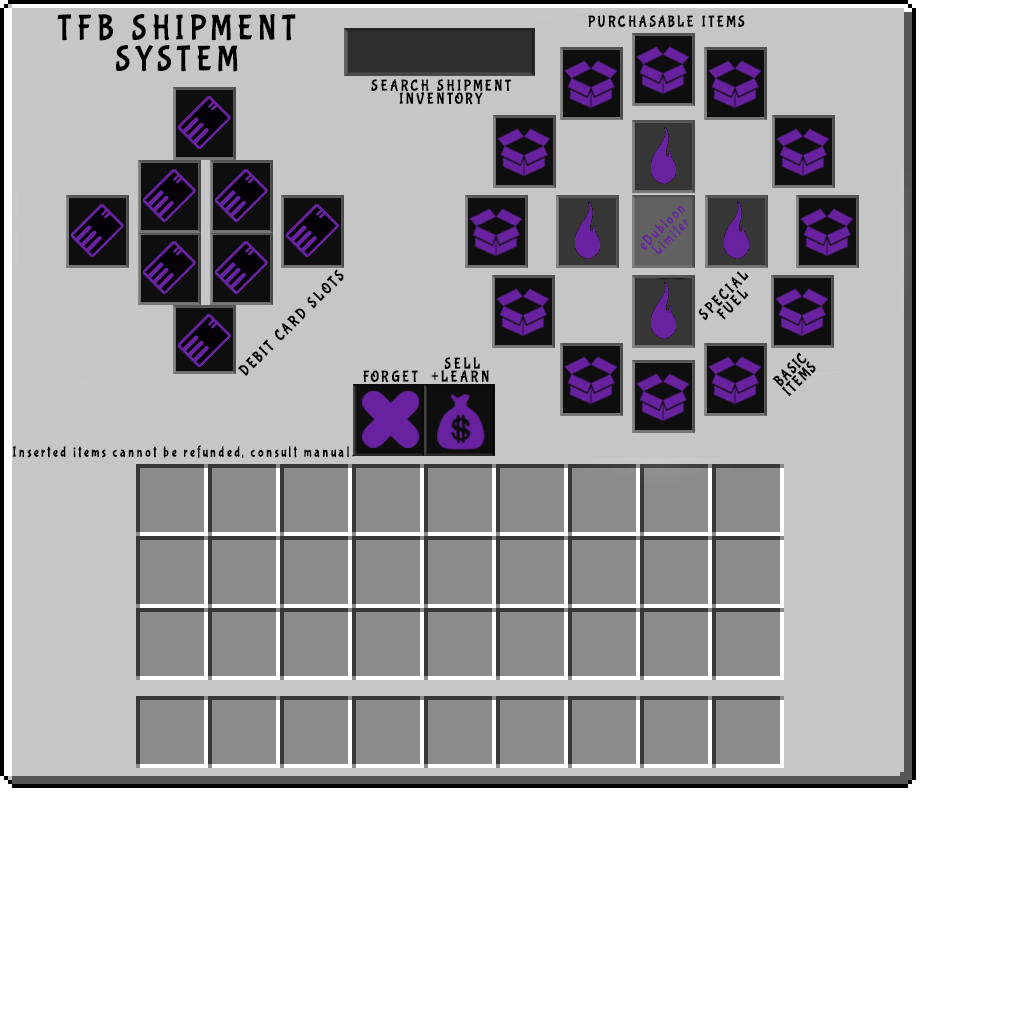 TFB SHIPMENT
SYSTEM
PURCHASABLE ITEMS
SEARCH SHIPMENT
INVENTORY
eDubloon
Limiter
DEBIT CARD SLOTS
SPECIAL
FUEL
BASIC
ITEMS
FORGET
SELL
+LEARN
$
Inserted items cannot be refunded, consult manual.